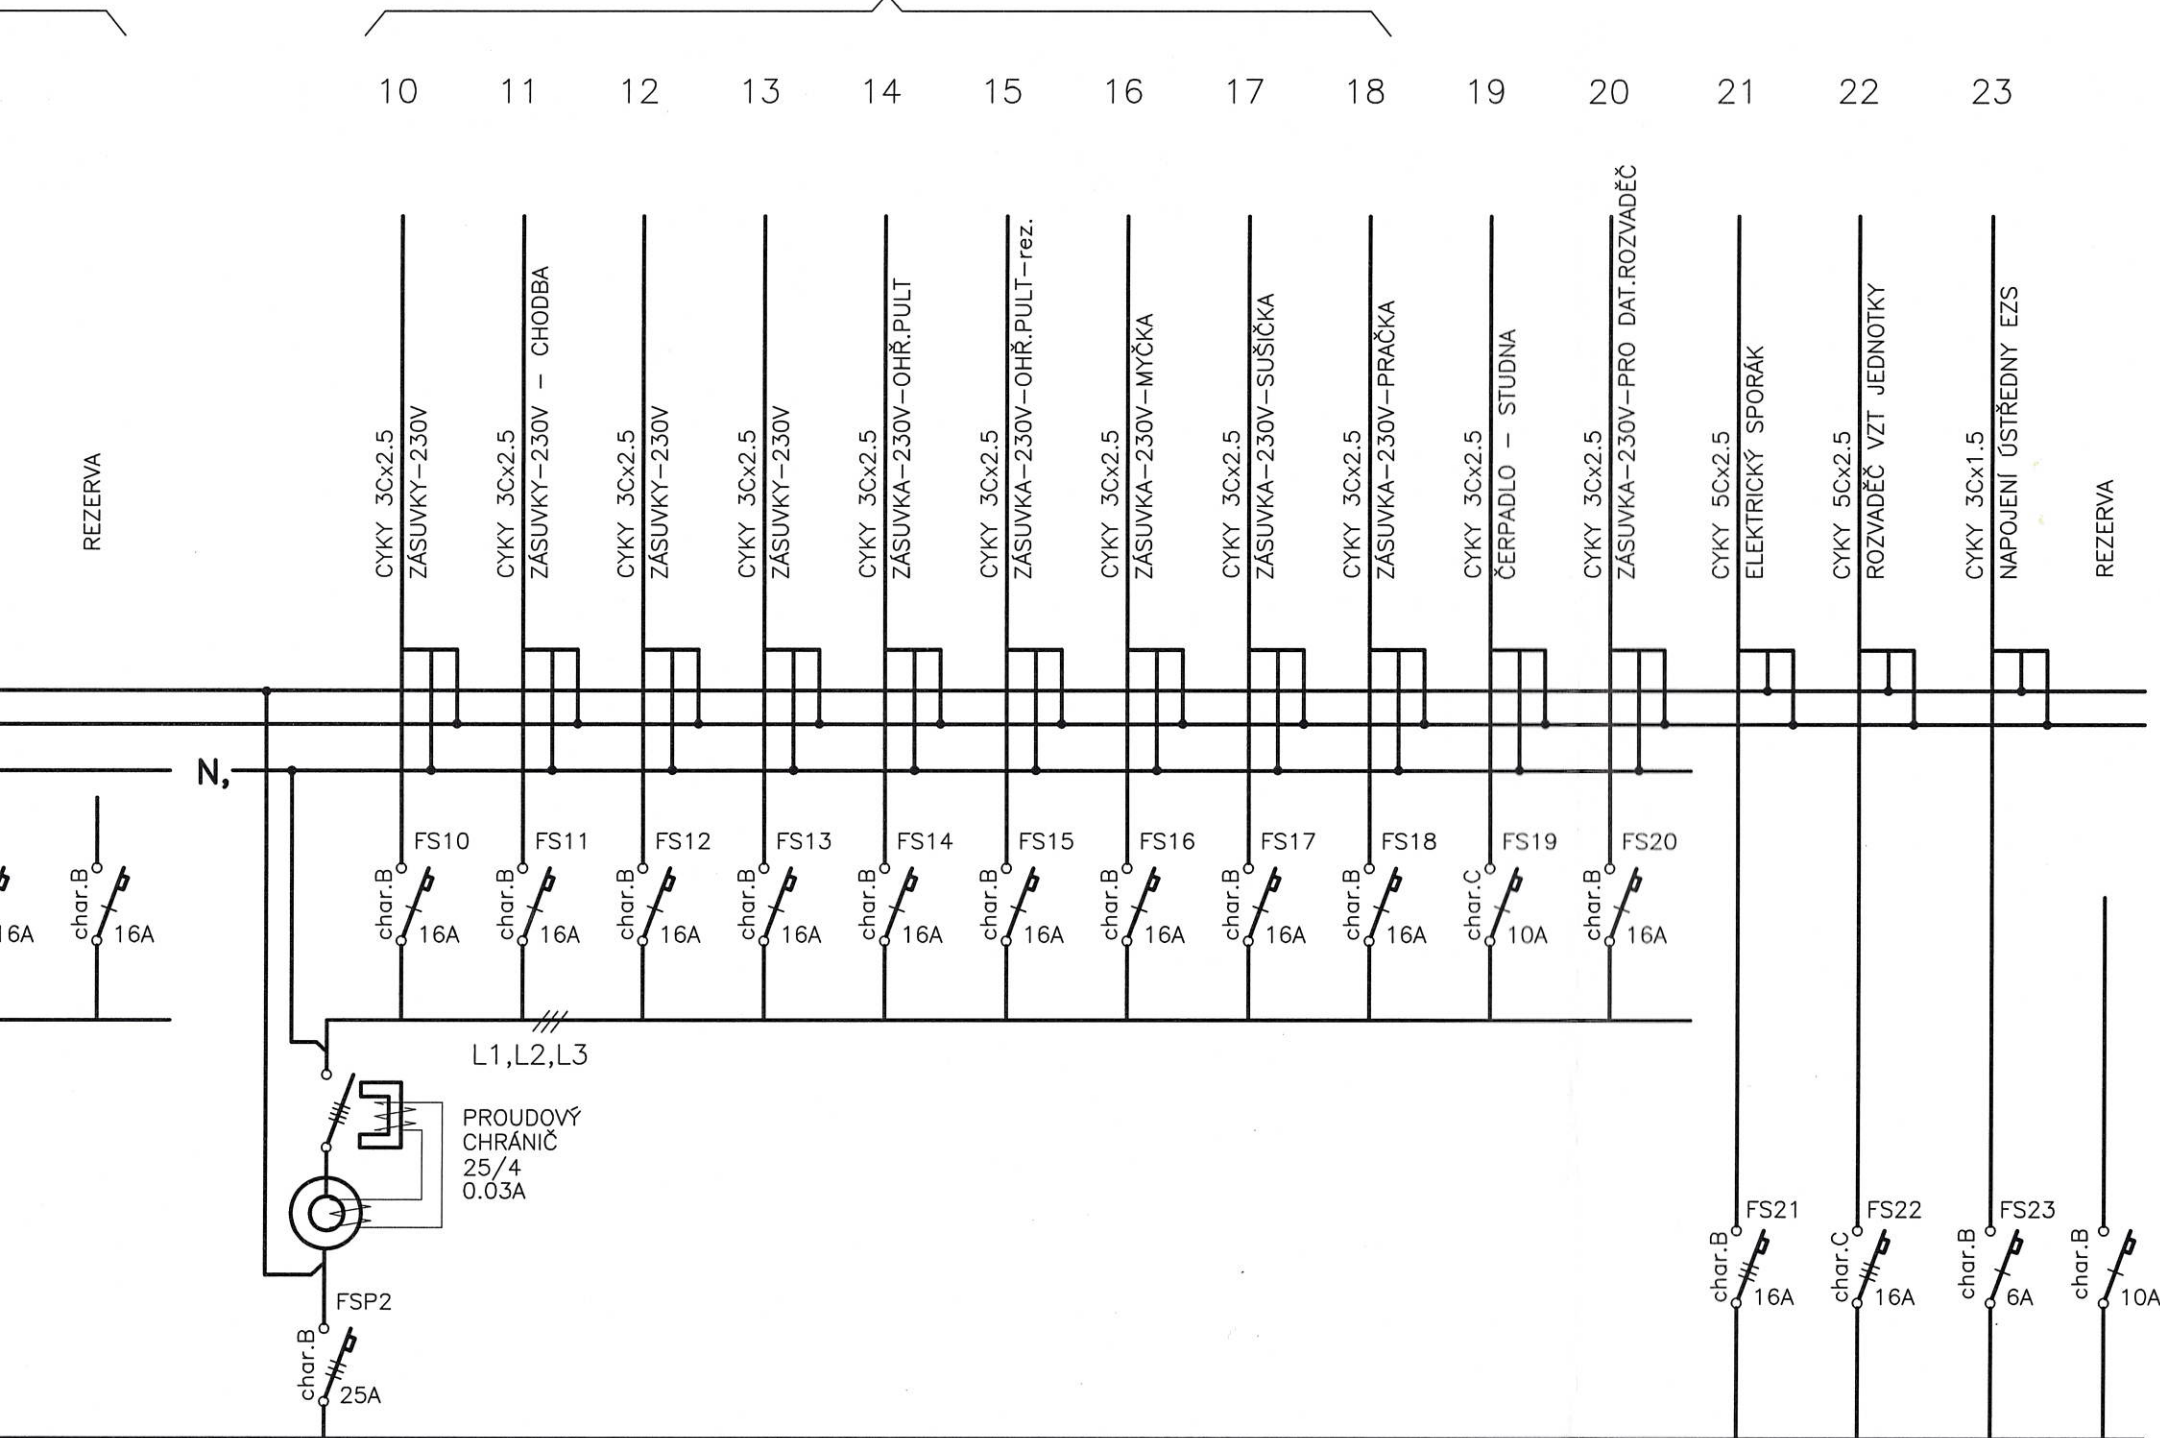 10 11 12 13 14 15 16 17 18 19 20 21 22 23
REZERVA
CYKY 3Cx2.5
ZÁSUVKY-230V
CYKY 3Cx2.5
ZÁSUVKY-230V - CHODBA
CYKY 3Cx2.5
ZÁSUVKY-230V
CYKY 3Cx2.5
ZÁSUVKY-230V
CYKY 3Cx2.5
ZÁSUVKA-230V-OHŘ.PULT
CYKY 3Cx2.5
ZÁSUVKA-230V-OHŘ.PULT-rez.
CYKY 3Cx2.5
ZÁSUVKA-230V-MYČKA
CYKY 3Cx2.5
ZÁSUVKA-230V-SUŠIČKA
CYKY 3Cx2.5
ZÁSUVKA-230V-PRAČKA
CYKY 3Cx2.5
ČERPADLO - STUDNA
CYKY 3Cx2.5
ZÁSUVKA-230V-PRO DAT.ROZVADĚČ
CYKY 5Cx2.5
ELEKTRICKÝ SPORÁK
CYKY 5Cx2.5
ROZVADĚČ VZT JEDNOTKY
CYKY 3Cx1.5
NAPOJENÍ ÚSTŘEDNY EZS
REZERVA
N,
FS10 FS11 FS12 FS13 FS14 FS15 FS16 FS17 FS18 FS19 FS20
char.B char.B char.B char.B char.B char.B char.B char.B char.B char.B char.C char.B
16A 16A 16A 16A 16A 16A 16A 16A 16A 16A 16A 10A 16A
L1,L2,L3
PROUDOVÝ
CHRÁNIČ
25/4
0.03A
FS21 FS22 FS23
char.B char.C char.B char.B
16A 16A 6A 10A
FSP2
char.B
25A